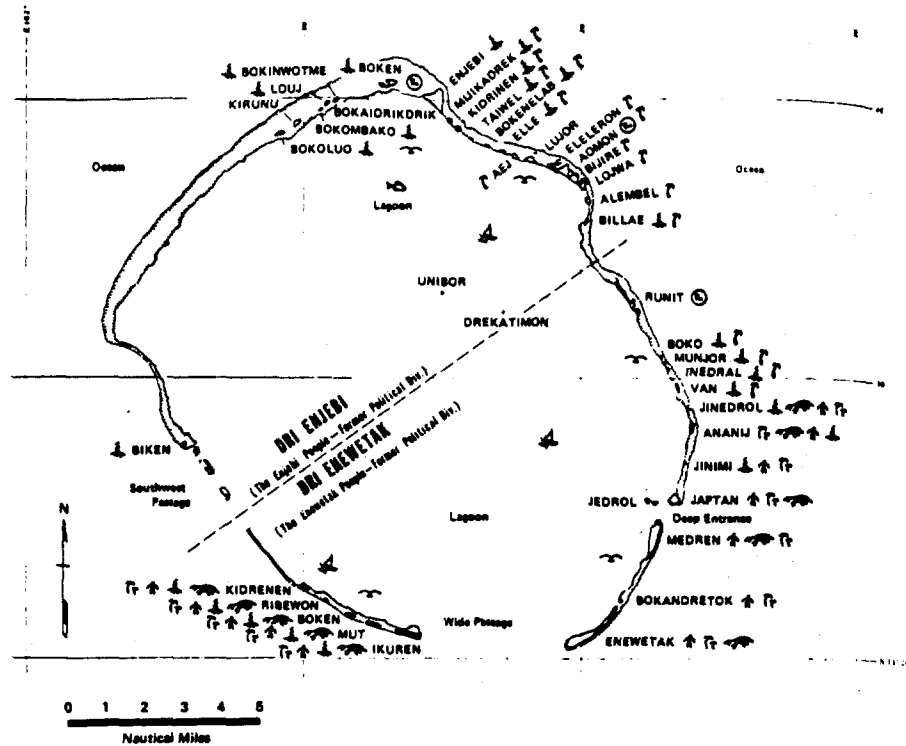 ENJEBI
MIJIKADREK
KIDRINEN
TAIWEL
BOKENELAB
ELLE
AEJ
LUJOR
ELELERON
AOMON
BIJIRE
LOJWA
ALEMBEL
BILLAE
BOKINWOTME
BOKEN
LOUJ
KIRUNU
BOKAIDRIKDRIK
BOKOMBAKO
BOKOLUO
Ocean
Ocean
Lagoon
UNIBOR
DREKATIMON
RUNIT
BOKO
MUNJOR
INEDRAL
VAN
JINEDROL
ANANIJ
JINIMI
JEDROL
JAPTAN
Deep Entrance
MEDREN
BOKANDRETOK
ENEWETAK
DRI ENJEBI
(The Enjebi People–Former Political Div.)
DRI ENEWETAK
(The Enewetak People–Former Political Div.)
BIKEN
Southwest
Passage
N
Lagoon
KIDRENEN
RIBEWON
BOKEN
MUT
IKUREN
Wide Passage
0 1 2 3 4 5
Nautical Miles